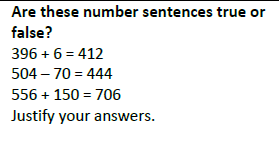 Are these number sentences true or
false?
396 + 6 = 412
504 – 70 = 444
556 + 150 = 706
Justify your answers.